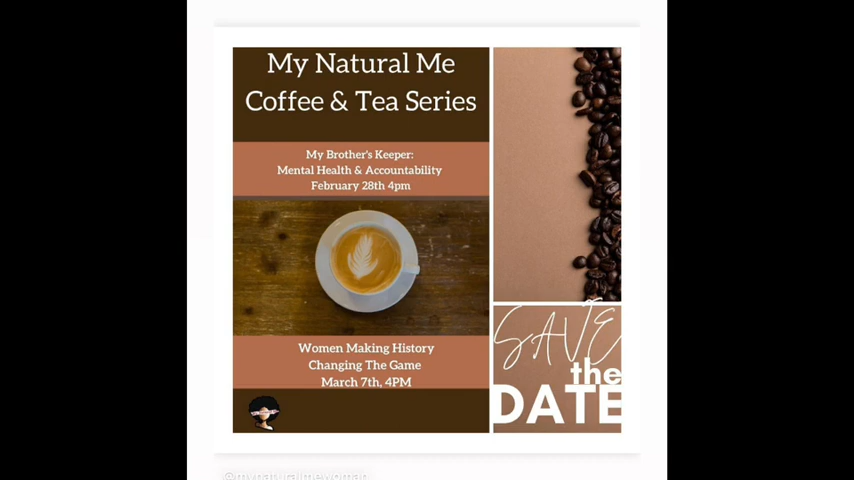 My Natural Me
Coffee & Tea Series
My Brother's Keeper:
Mental Health & Accountability
February 28th 4pm
Women Making History
Changing The Game
March 7th, 4PM
SAVE
the
DATE
@mynaturalmewoman